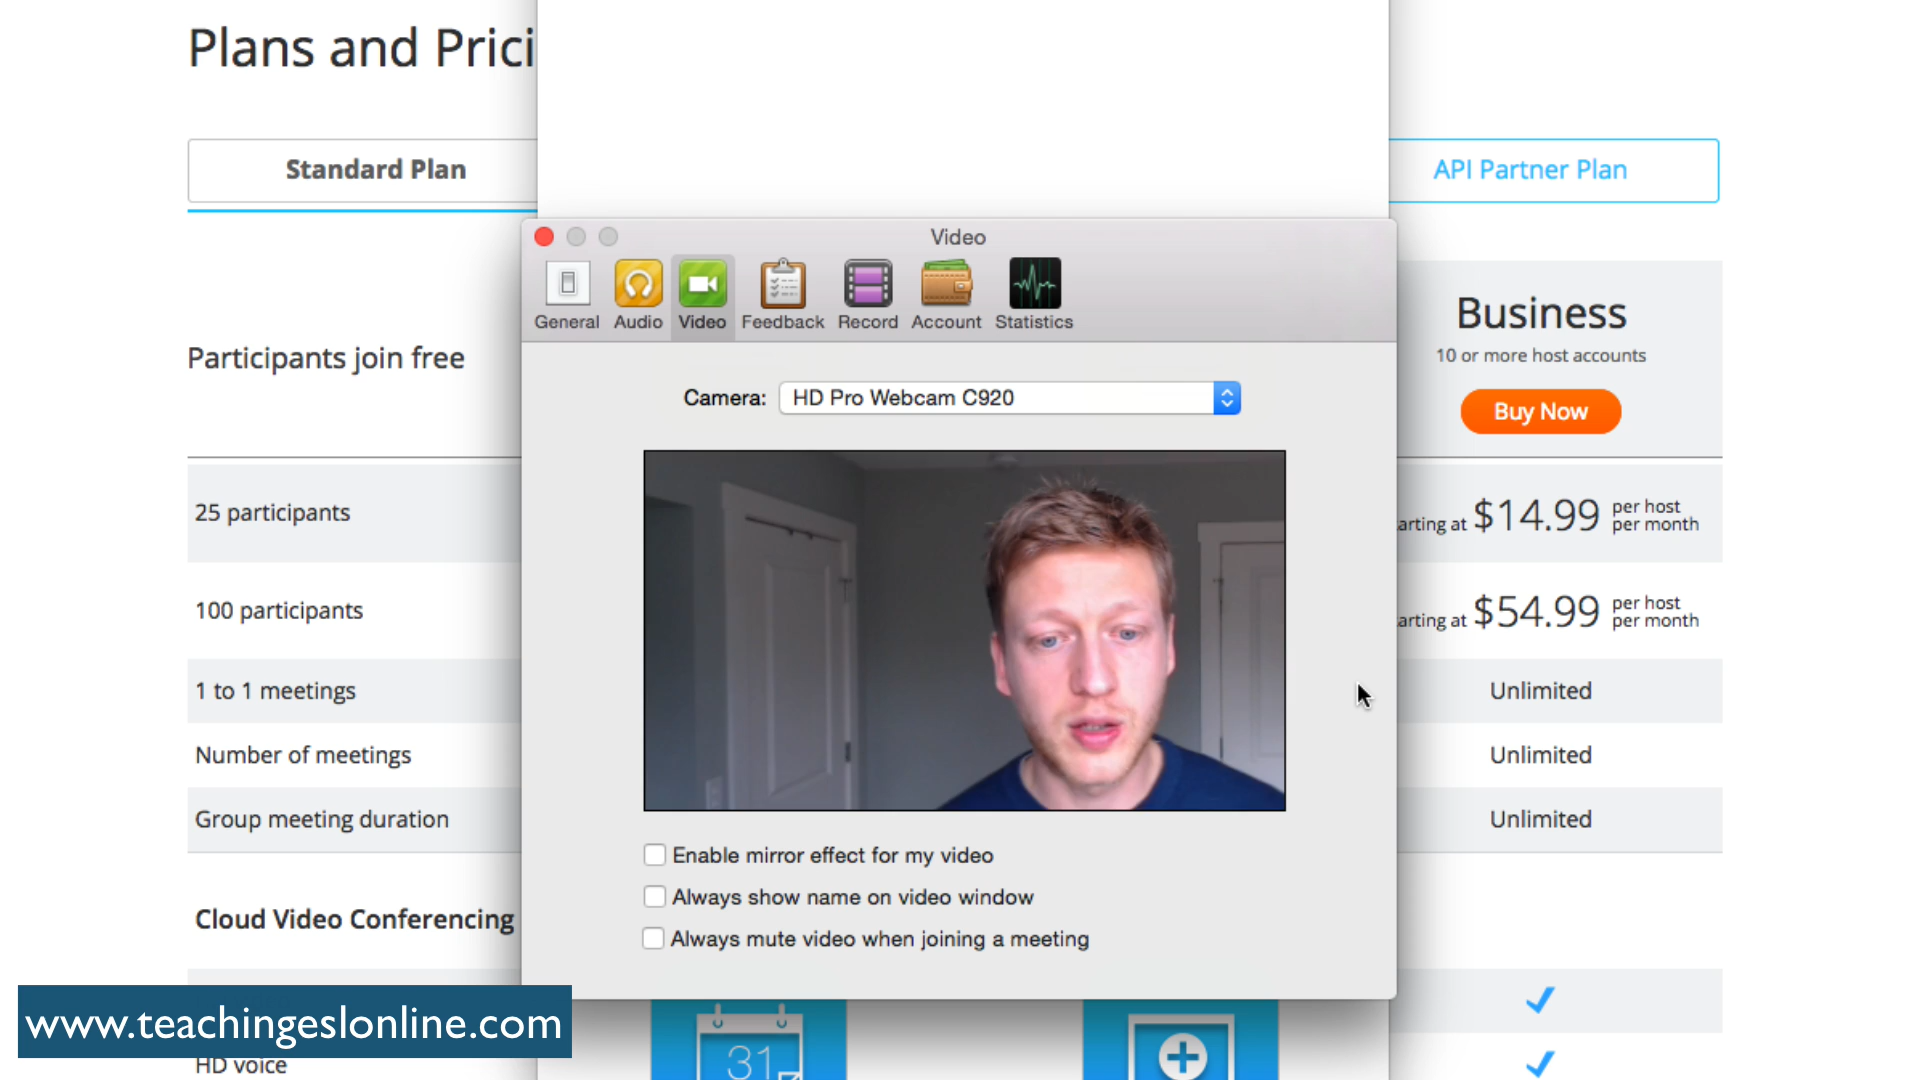 Plans and Prici
Standard Plan
API Partner Plan
Video
General Audio Video Feedback Record Account Statistics
Business
10 or more host accounts
Buy Now
Participants join free
Camera: HD Pro Webcam C920
25 participants
arting at $14.99 per host
per month
100 participants
arting at $54.99 per host
per month
1 to 1 meetings
Unlimited
Number of meetings
Unlimited
Group meeting duration
Unlimited
Enable mirror effect for my video
Always show name on video window
Always mute video when joining a meeting
Cloud Video Conferencing
www.teachingeslonline.com
HD voice
31